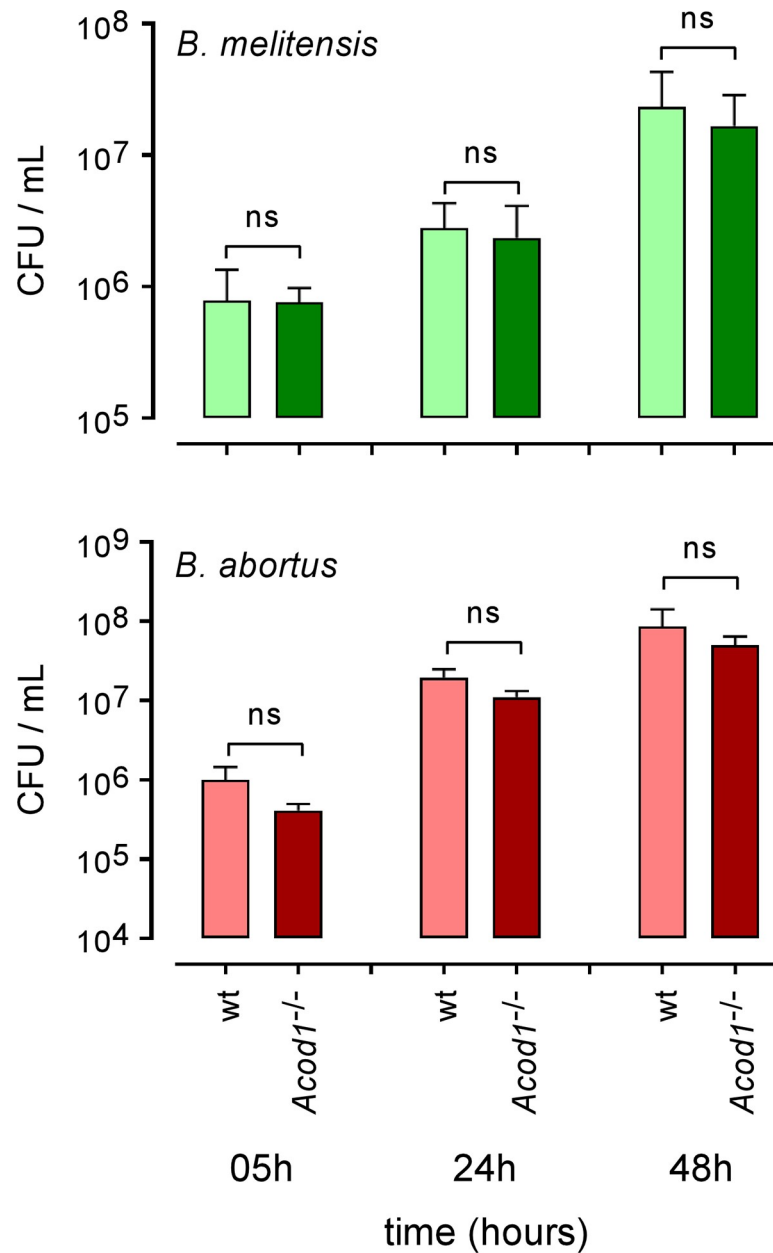 B. melitensis
CFU / mL
10⁸
10⁷
10⁶
10⁵
ns
ns
ns
B. abortus
CFU / mL
10⁹
10⁸
10⁷
10⁶
10⁵
10⁴
ns
ns
ns
wt
Acod1-/-
wt
Acod1-/-
wt
Acod1-/-
05h
24h
48h
time (hours)